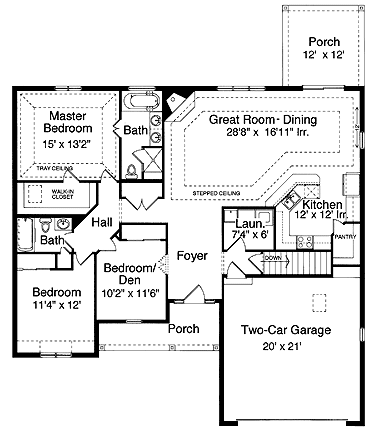 Porch
12' x 12'
Master
Bedroom
15' x 13'2"
TRAY CEILING
Bath
Great Room- Dining
28'8" x 16'11" Irr.
STEPPED CEILING
WALK-IN
CLOSET
Kitchen
12' x 12' Irr.
PANTRY
Hall
Bath
Laun.
7'4" x 6'
Foyer
DOWN
Bedroom/
Den
10'2" x 11'6"
Bedroom
11'4" x 12'
Porch
Two-Car Garage
20' x 21'